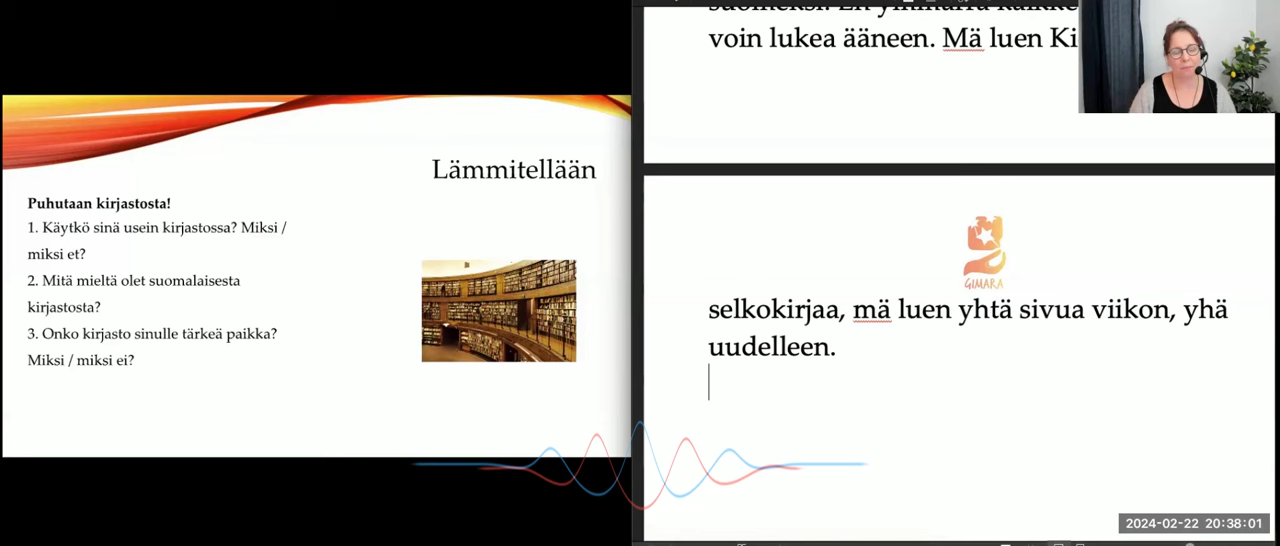 Lämmitellään
Puhutaan kirjastosta!
1. Käytkö sinä usein kirjastossa? Miksi /
miksi et?
2. Mitä mieltä olet suomalaisesta
kirjastosta?
3. Onko kirjasto sinulle tärkeä paikka?
Miksi / miksi ei?
voin lukea ääneen. Mä luen Ki
GIMARA
selkokirjaa, mä luen yhtä sivua viikon, yhä
uudelleen.
2024-02-22 20:38:01